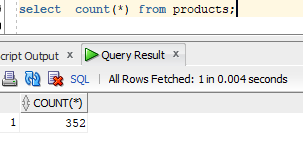 select  count(*) from products;
cript Output
Query Result
SQL
All Rows Fetched: 1 in 0.004 seconds
COUNT(*)
1 352